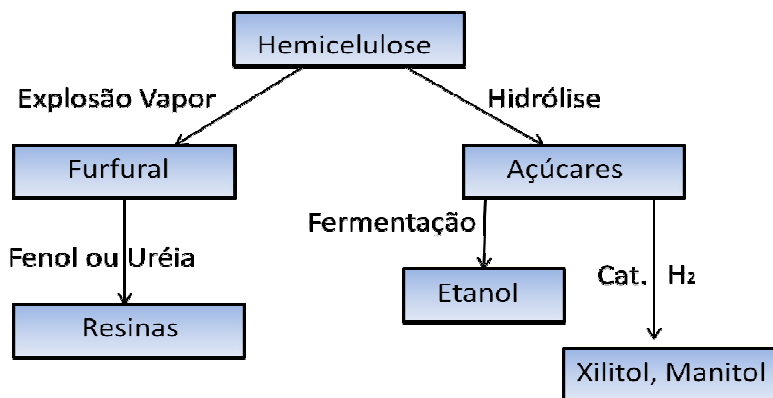 Hemicelulose
Explosão Vapor
Hidrólise
Furfural
Açúcares
Fermentação
Fenol ou Uréia
Etanol
Cat. H₂
Resinas
Xilitol, Manitol